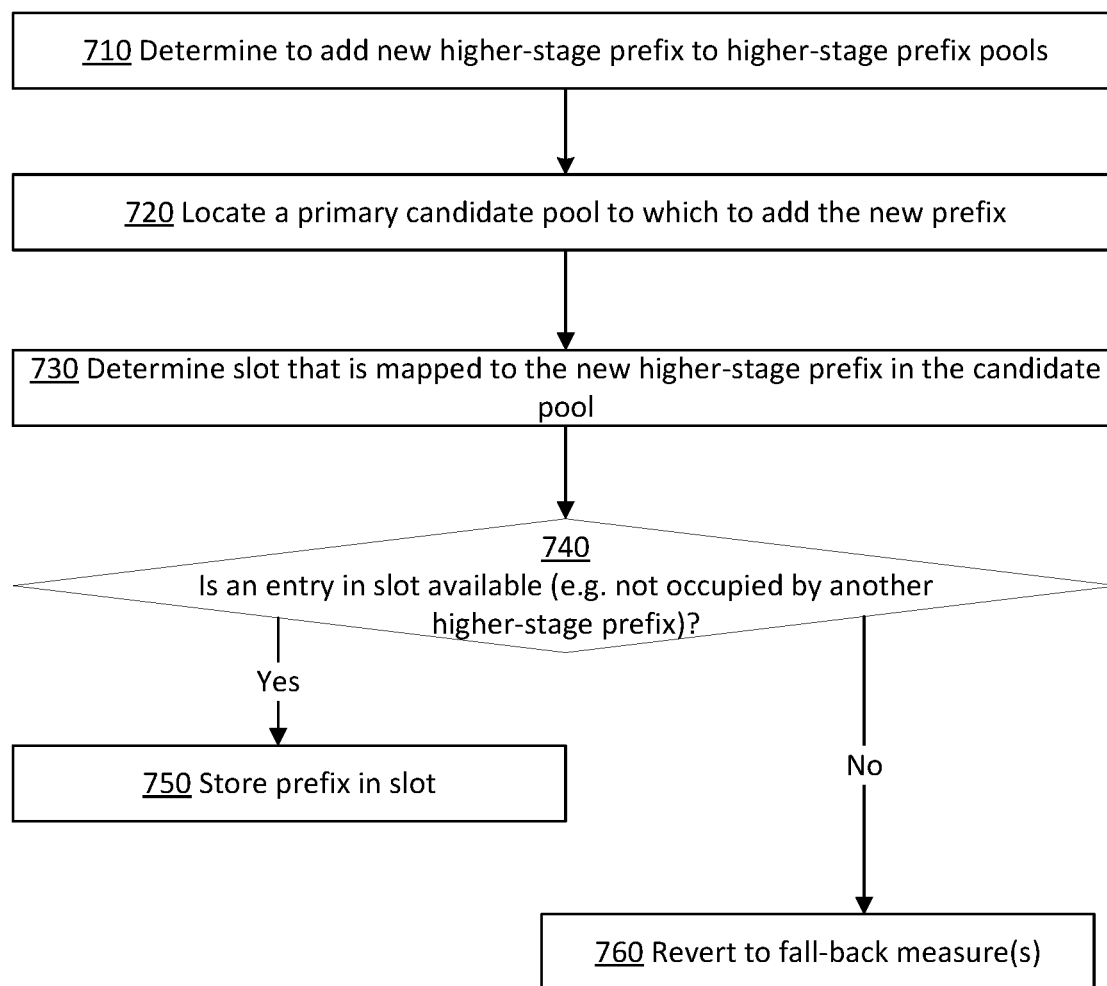 710 Determine to add new higher-stage prefix to higher-stage prefix pools
720 Locate a primary candidate pool to which to add the new prefix
730 Determine slot that is mapped to the new higher-stage prefix in the candidate
pool
740
Is an entry in slot available (e.g. not occupied by another
higher-stage prefix)?
Yes
750 Store prefix in slot
No
760 Revert to fall-back measure(s)